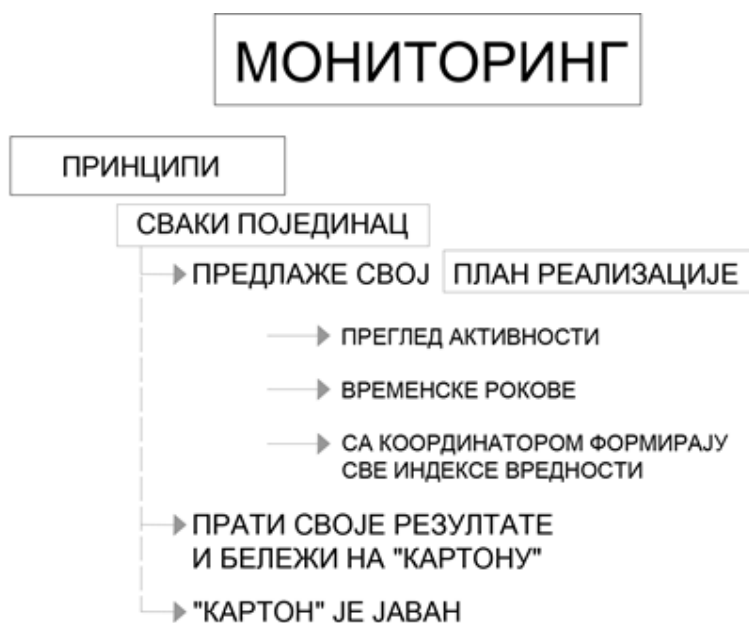 МОНИТОРИНГ
ПРИНЦИПИ
СВАКИ ПОЈЕДИНАЦ
ПРЕДЛАЖЕ СВОЈ ПЛАН РЕАЛИЗАЦИЈЕ
ПРЕГЛЕД АКТИВНОСТИ
ВРЕМЕНСКЕ РОКОВЕ
СА КООРДИНАТОРОМ ФОРМИРАЈУ
СВЕ ИНДЕКСЕ ВРЕДНОСТИ
ПРАТИ СВОЈЕ РЕЗУЛТАТЕ
И БЕЛЕЖИ НА "КАРТОНУ"
"КАРТОН" ЈЕ ЈАВАН